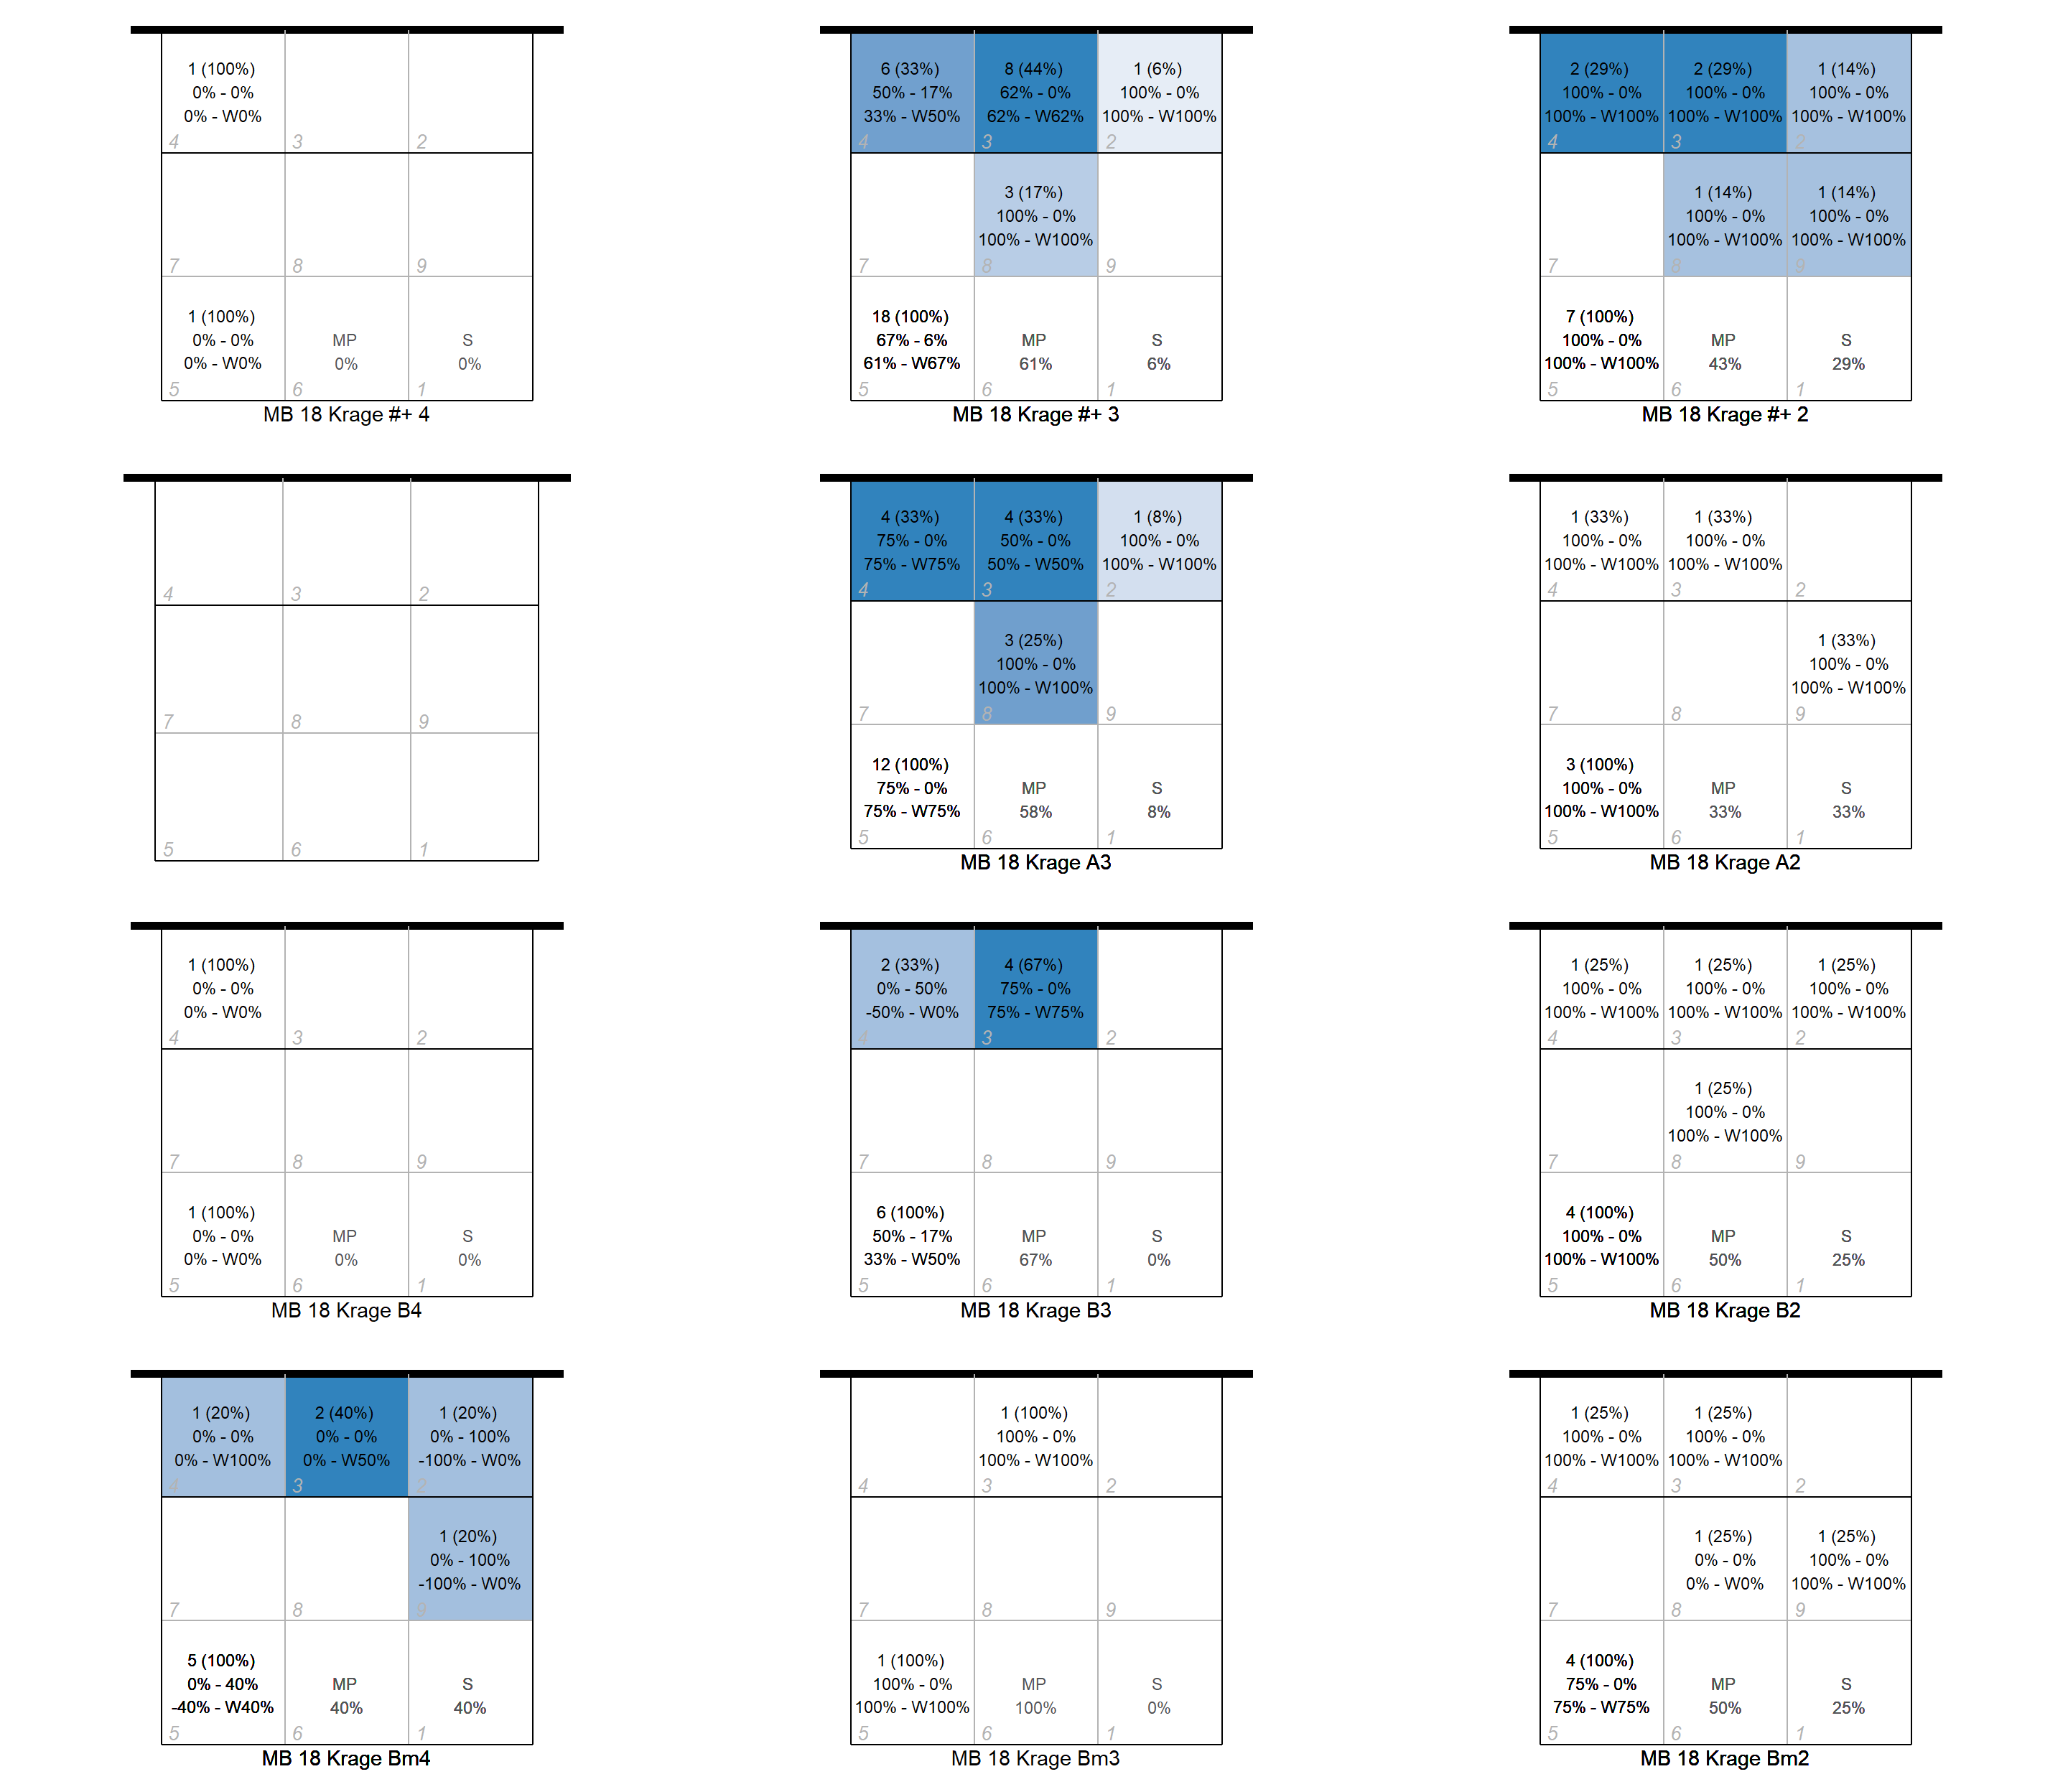 1 (100%)
0% - 0%
0% - W0%
4
3
2
7
8
9
1 (100%)
0% - 0%
0% - W0%
5
MP
0%
6
S
0%
1
MB 18 Krage #+ 4
6 (33%)
50% - 17%
33% - W50%
4
8 (44%)
62% - 0%
62% - W62%
3
1 (6%)
100% - 0%
100% - W100%
2
7
3 (17%)
100% - 0%
100% - W100%
8
9
18 (100%)
67% - 6%
61% - W67%
5
MP
61%
6
S
6%
1
MB 18 Krage #+ 3
2 (29%)
100% - 0%
100% - W100%
4
2 (29%)
100% - 0%
100% - W100%
3
1 (14%)
100% - 0%
100% - W100%
2
7
1 (14%)
100% - 0%
100% - W100%
8
1 (14%)
100% - 0%
100% - W100%
9
7 (100%)
100% - 0%
100% - W100%
5
MP
43%
6
S
29%
1
MB 18 Krage #+ 2
4
3
2
7
8
9
5
6
1
4 (33%)
75% - 0%
75% - W75%
4
4 (33%)
50% - 0%
50% - W50%
3
1 (8%)
100% - 0%
100% - W100%
2
7
3 (25%)
100% - 0%
100% - W100%
8
9
12 (100%)
75% - 0%
75% - W75%
5
MP
58%
6
S
8%
1
MB 18 Krage A3
1 (33%)
100% - 0%
100% - W100%
4
1 (33%)
100% - 0%
100% - W100%
3
2
7
8
1 (33%)
100% - 0%
100% - W100%
9
3 (100%)
100% - 0%
100% - W100%
5
MP
33%
6
S
33%
1
MB 18 Krage A2
1 (100%)
0% - 0%
0% - W0%
4
3
2
7
8
9
1 (100%)
0% - 0%
0% - W0%
5
MP
0%
6
S
0%
1
MB 18 Krage B4
2 (33%)
0% - 50%
-50% - W0%
4
4 (67%)
75% - 0%
75% - W75%
3
2
7
8
9
6 (100%)
50% - 17%
33% - W50%
5
MP
67%
6
S
0%
1
MB 18 Krage B3
1 (25%)
100% - 0%
100% - W100%
4
1 (25%)
100% - 0%
100% - W100%
3
1 (25%)
100% - 0%
100% - W100%
2
7
1 (25%)
100% - 0%
100% - W100%
8
9
4 (100%)
100% - 0%
100% - W100%
5
MP
50%
6
S
25%
1
MB 18 Krage B2
1 (20%)
0% - 0%
0% - W100%
4
2 (40%)
0% - 0%
0% - W50%
3
1 (20%)
0% - 100%
-100% - W0%
2
7
8
1 (20%)
0% - 100%
-100% - W0%
9
5 (100%)
0% - 40%
-40% - W40%
5
MP
40%
6
S
40%
1
MB 18 Krage Bm4
4
1 (100%)
100% - 0%
100% - W100%
3
2
7
8
9
1 (100%)
100% - 0%
100% - W100%
5
MP
100%
6
S
0%
1
MB 18 Krage Bm3
1 (25%)
100% - 0%
100% - W100%
4
1 (25%)
100% - 0%
100% - W100%
3
2
7
1 (25%)
0% - 0%
0% - W0%
8
1 (25%)
100% - 0%
100% - W100%
9
4 (100%)
75% - 0%
75% - W75%
5
MP
50%
6
S
25%
1
MB 18 Krage Bm2